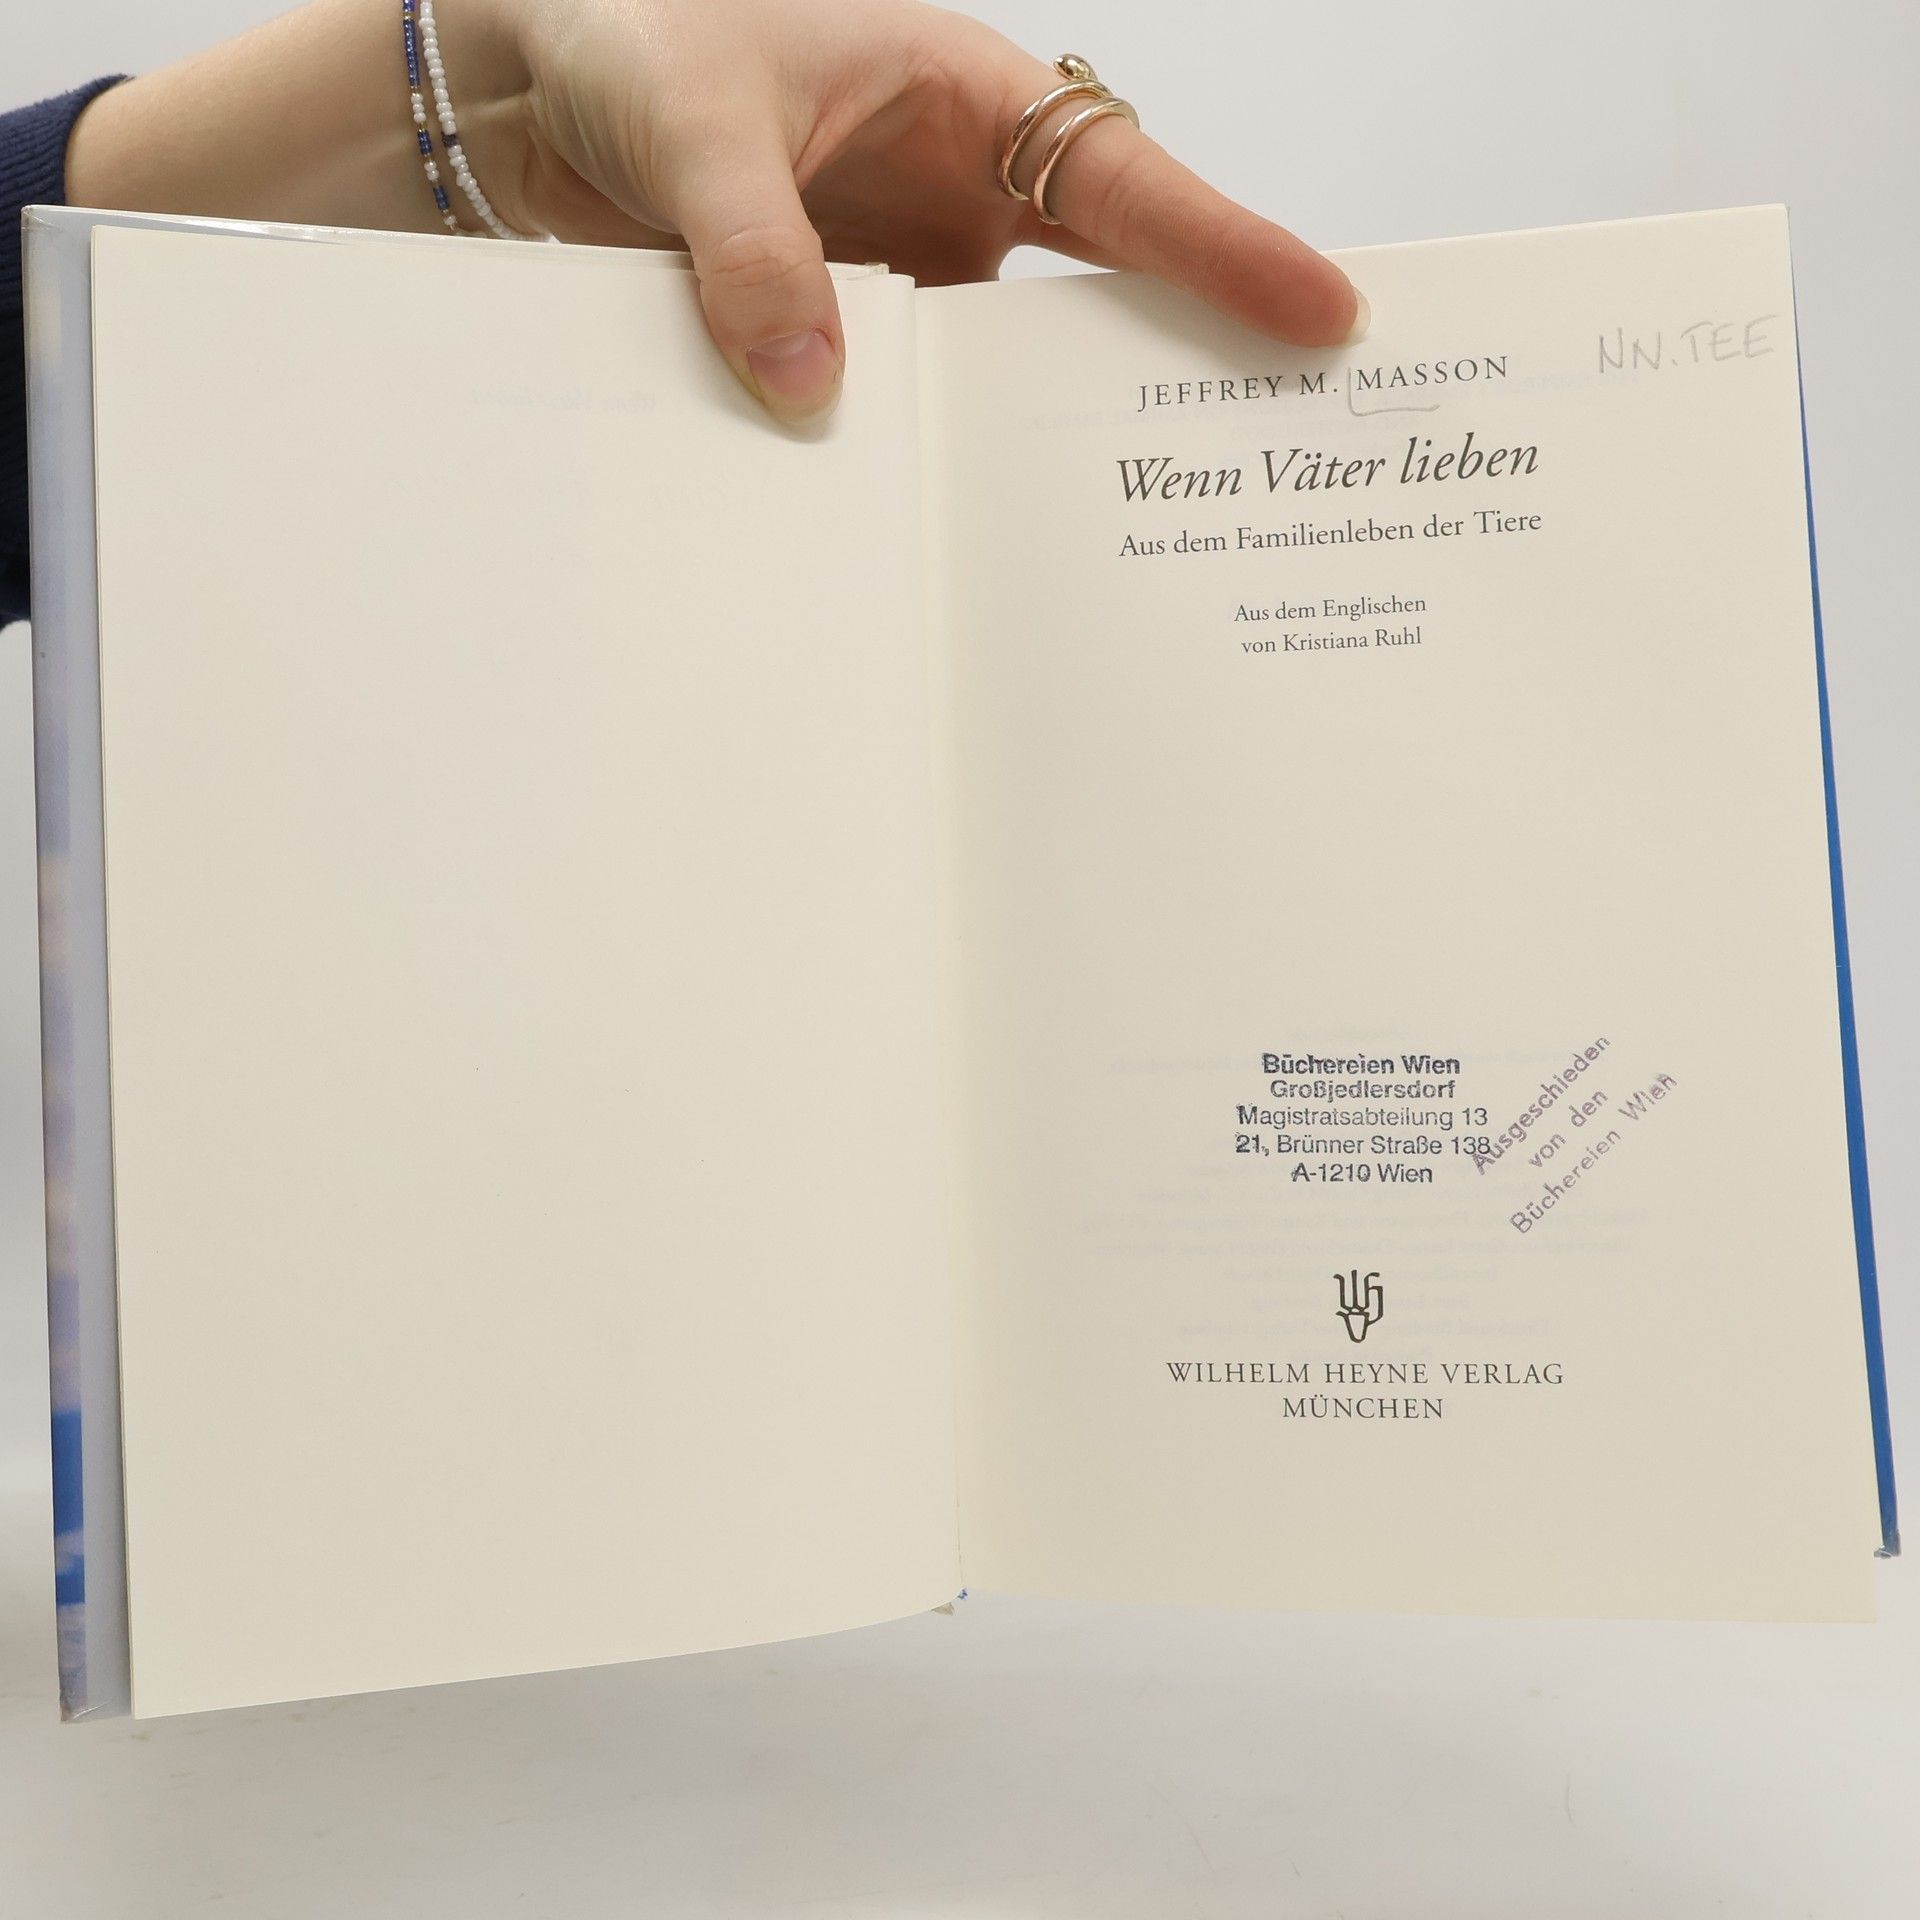 NN.TEE
JEFFREY M. MASSON
Wenn Väter lieben
Aus dem Familienleben der Tiere
Aus dem Englischen
von Kristiana Ruhl
Büchereien Wien
Großjedlersdorf
Magistratsabteilung 13
21, Brünner Straße 138
A-1210 Wien
Ausgeschieden
von den
Büchereien Wien
WILHELM HEYNE VERLAG
MÜNCHEN